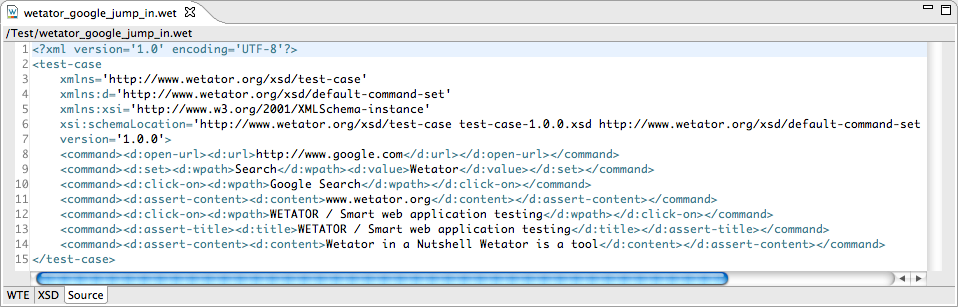 wetator_google_jump_in.wet
/Test/wetator_google_jump_in.wet
1 <?xml version='1.0' encoding='UTF-8'?>
2 <test-case
3 xmlns='http://www.wetator.org/xsd/test-case'
4 xmlns:d='http://www.wetator.org/xsd/default-command-set'
5 xmlns:xsi='http://www.w3.org/2001/XMLSchema-instance'
6 xsi:schemaLocation='http://www.wetator.org/xsd/test-case test-case-1.0.0.xsd http://www.wetator.org/xsd/default-command-set
7 version='1.0.0'>
8 <command><d:open-url><d:url>http://www.google.com</d:url></d:open-url></command>
9 <command><d:set><d:wpath>Search</d:wpath><d:value>Wetator</d:value></d:set></command>
10 <command><d:click-on><d:wpath>Google Search</d:wpath></d:click-on></command>
11 <command><d:assert-content><d:content>www.wetator.org</d:content></d:assert-content></command>
12 <command><d:click-on><d:wpath>WETATOR / Smart web application testing</d:wpath></d:click-on></command>
13 <command><d:assert-title><d:title>WETATOR / Smart web application testing</d:title></d:assert-title></command>
14 <command><d:assert-content><d:content>Wetator in a Nutshell Wetator is a tool</d:content></d:assert-content></command>
15 </test-case>
WTE XSD Source